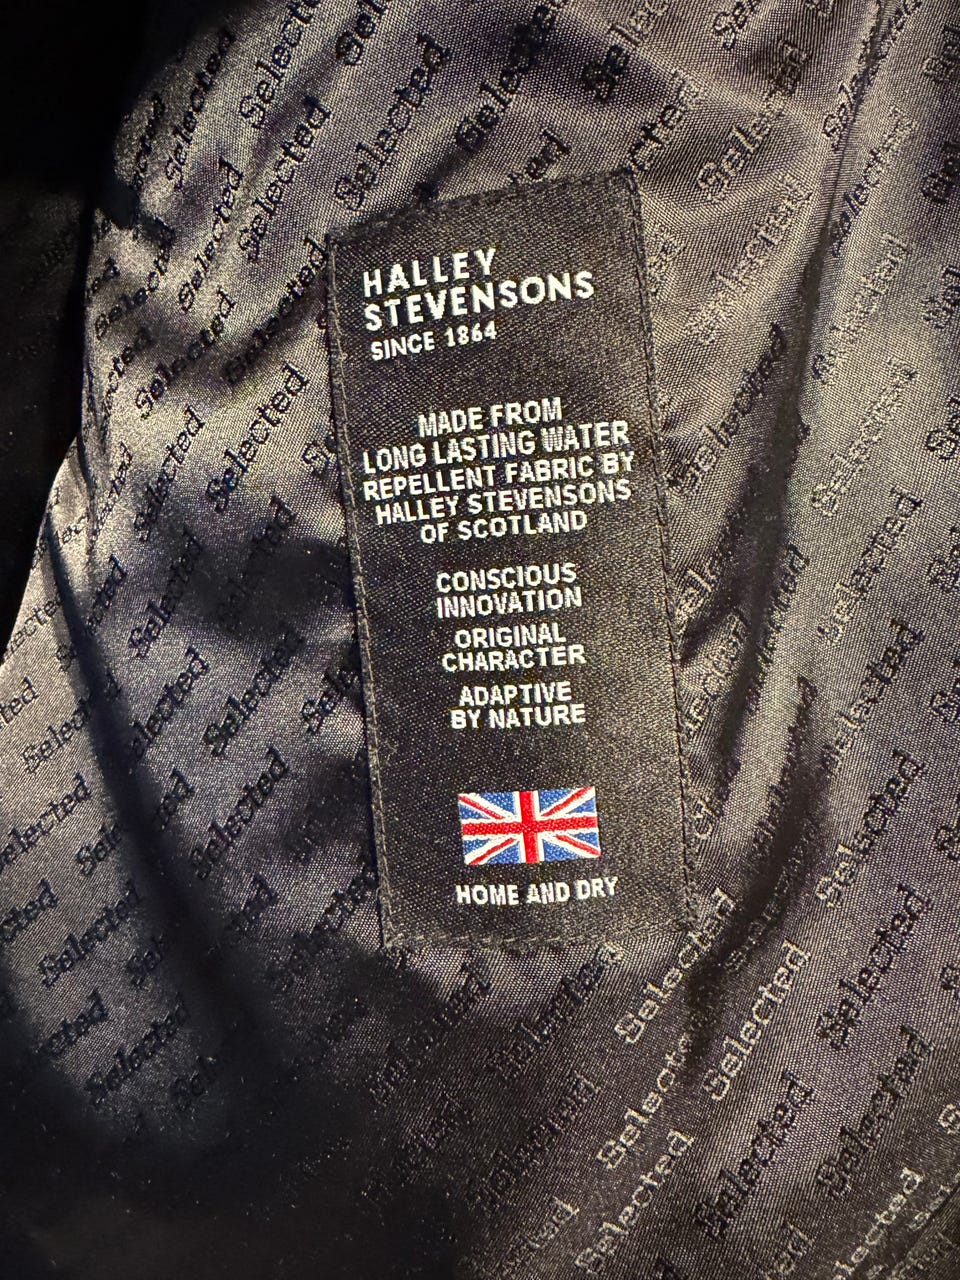 HALLEY
STEVENSONS
SINCE 1864
MADE FROM
LONG LASTING WATER
REPELLENT FABRIC BY
HALLEY STEVENSONS
OF SCOTLAND
CONSCIOUS
INNOVATION
ORIGINAL
CHARACTER
ADAPTIVE
BY NATURE
HOME AND DRY
Selected